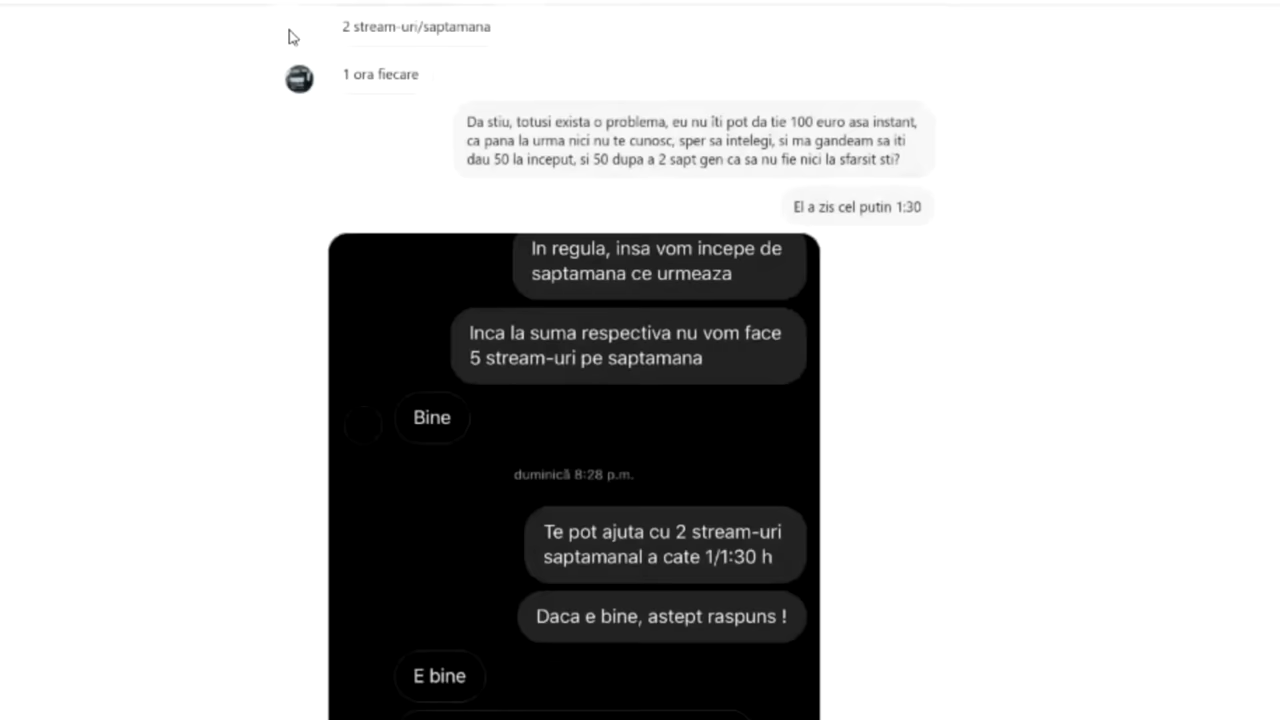 2 stream-uri/saptamana
1 ora fiecare
Da stiu, totusi exista o problema, eu nu îti pot da tie 100 euro asa instant,
ca pana la urma nici nu te cunosc, sper sa intelegi, si ma gandeam sa iti
dau 50 la inceput, si 50 dupa a 2 sapt gen ca sa nu fie nici la sfarsit sti?
El a zis cel putin 1:30
In regula, insa vom incepe de
saptamana ce urmeaza
Inca la suma respectiva nu vom face
5 stream-uri pe saptamana
Bine
duminică 8:28 p.m.
Te pot ajuta cu 2 stream-uri
saptamanal a cate 1/1:30 h
Daca e bine, astept raspuns !
E bine